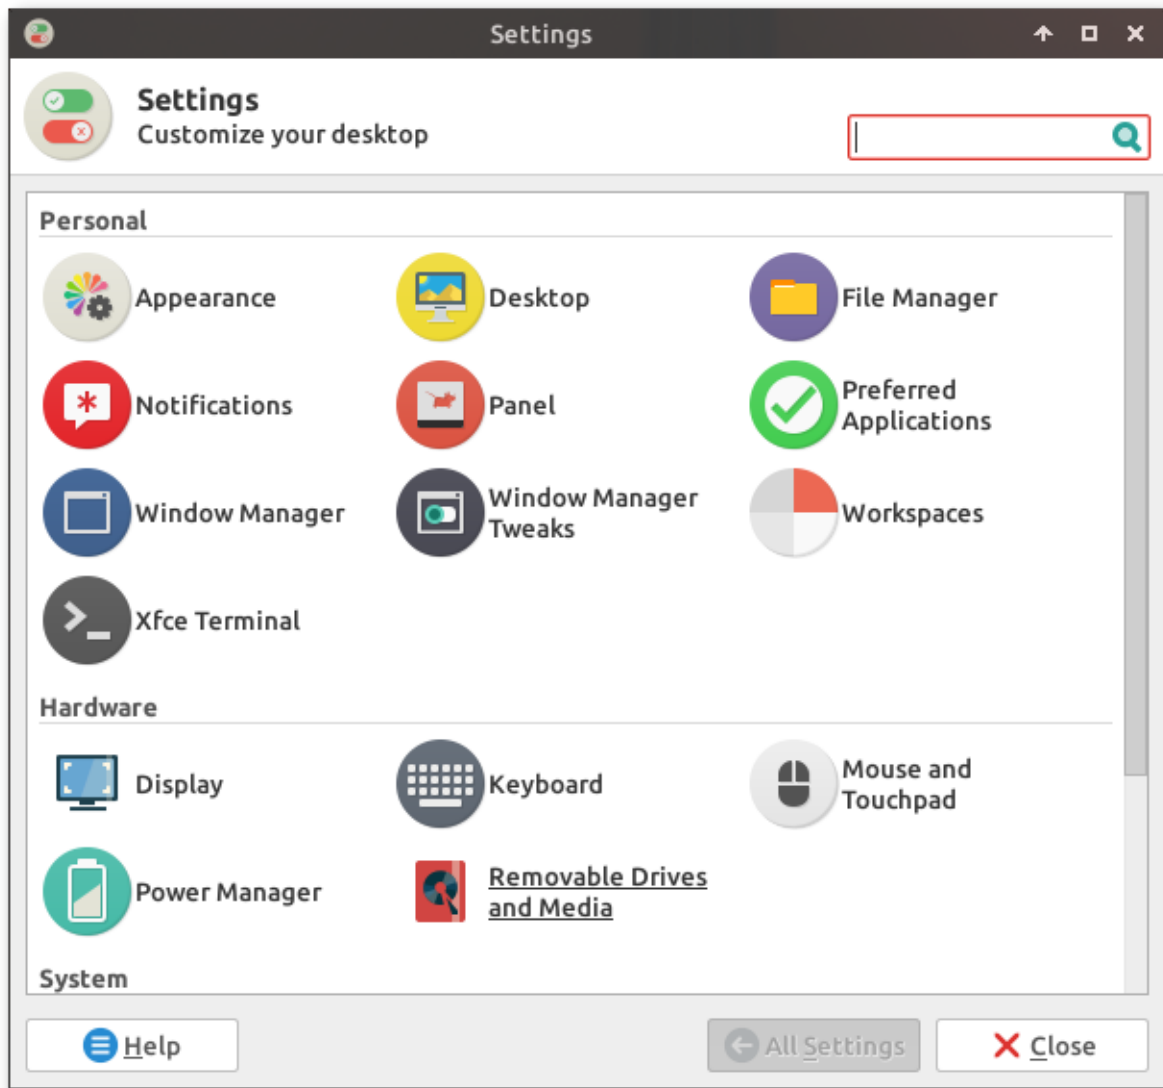 Settings
Settings
Customize your desktop
Personal
Appearance
Desktop
File Manager
Notifications
Panel
Preferred
Applications
Window Manager
Window Manager
Tweaks
Workspaces
Xfce Terminal
Hardware
Display
Keyboard
Mouse and
Touchpad
Power Manager
Removable Drives
and Media
System
Help
All Settings
Close